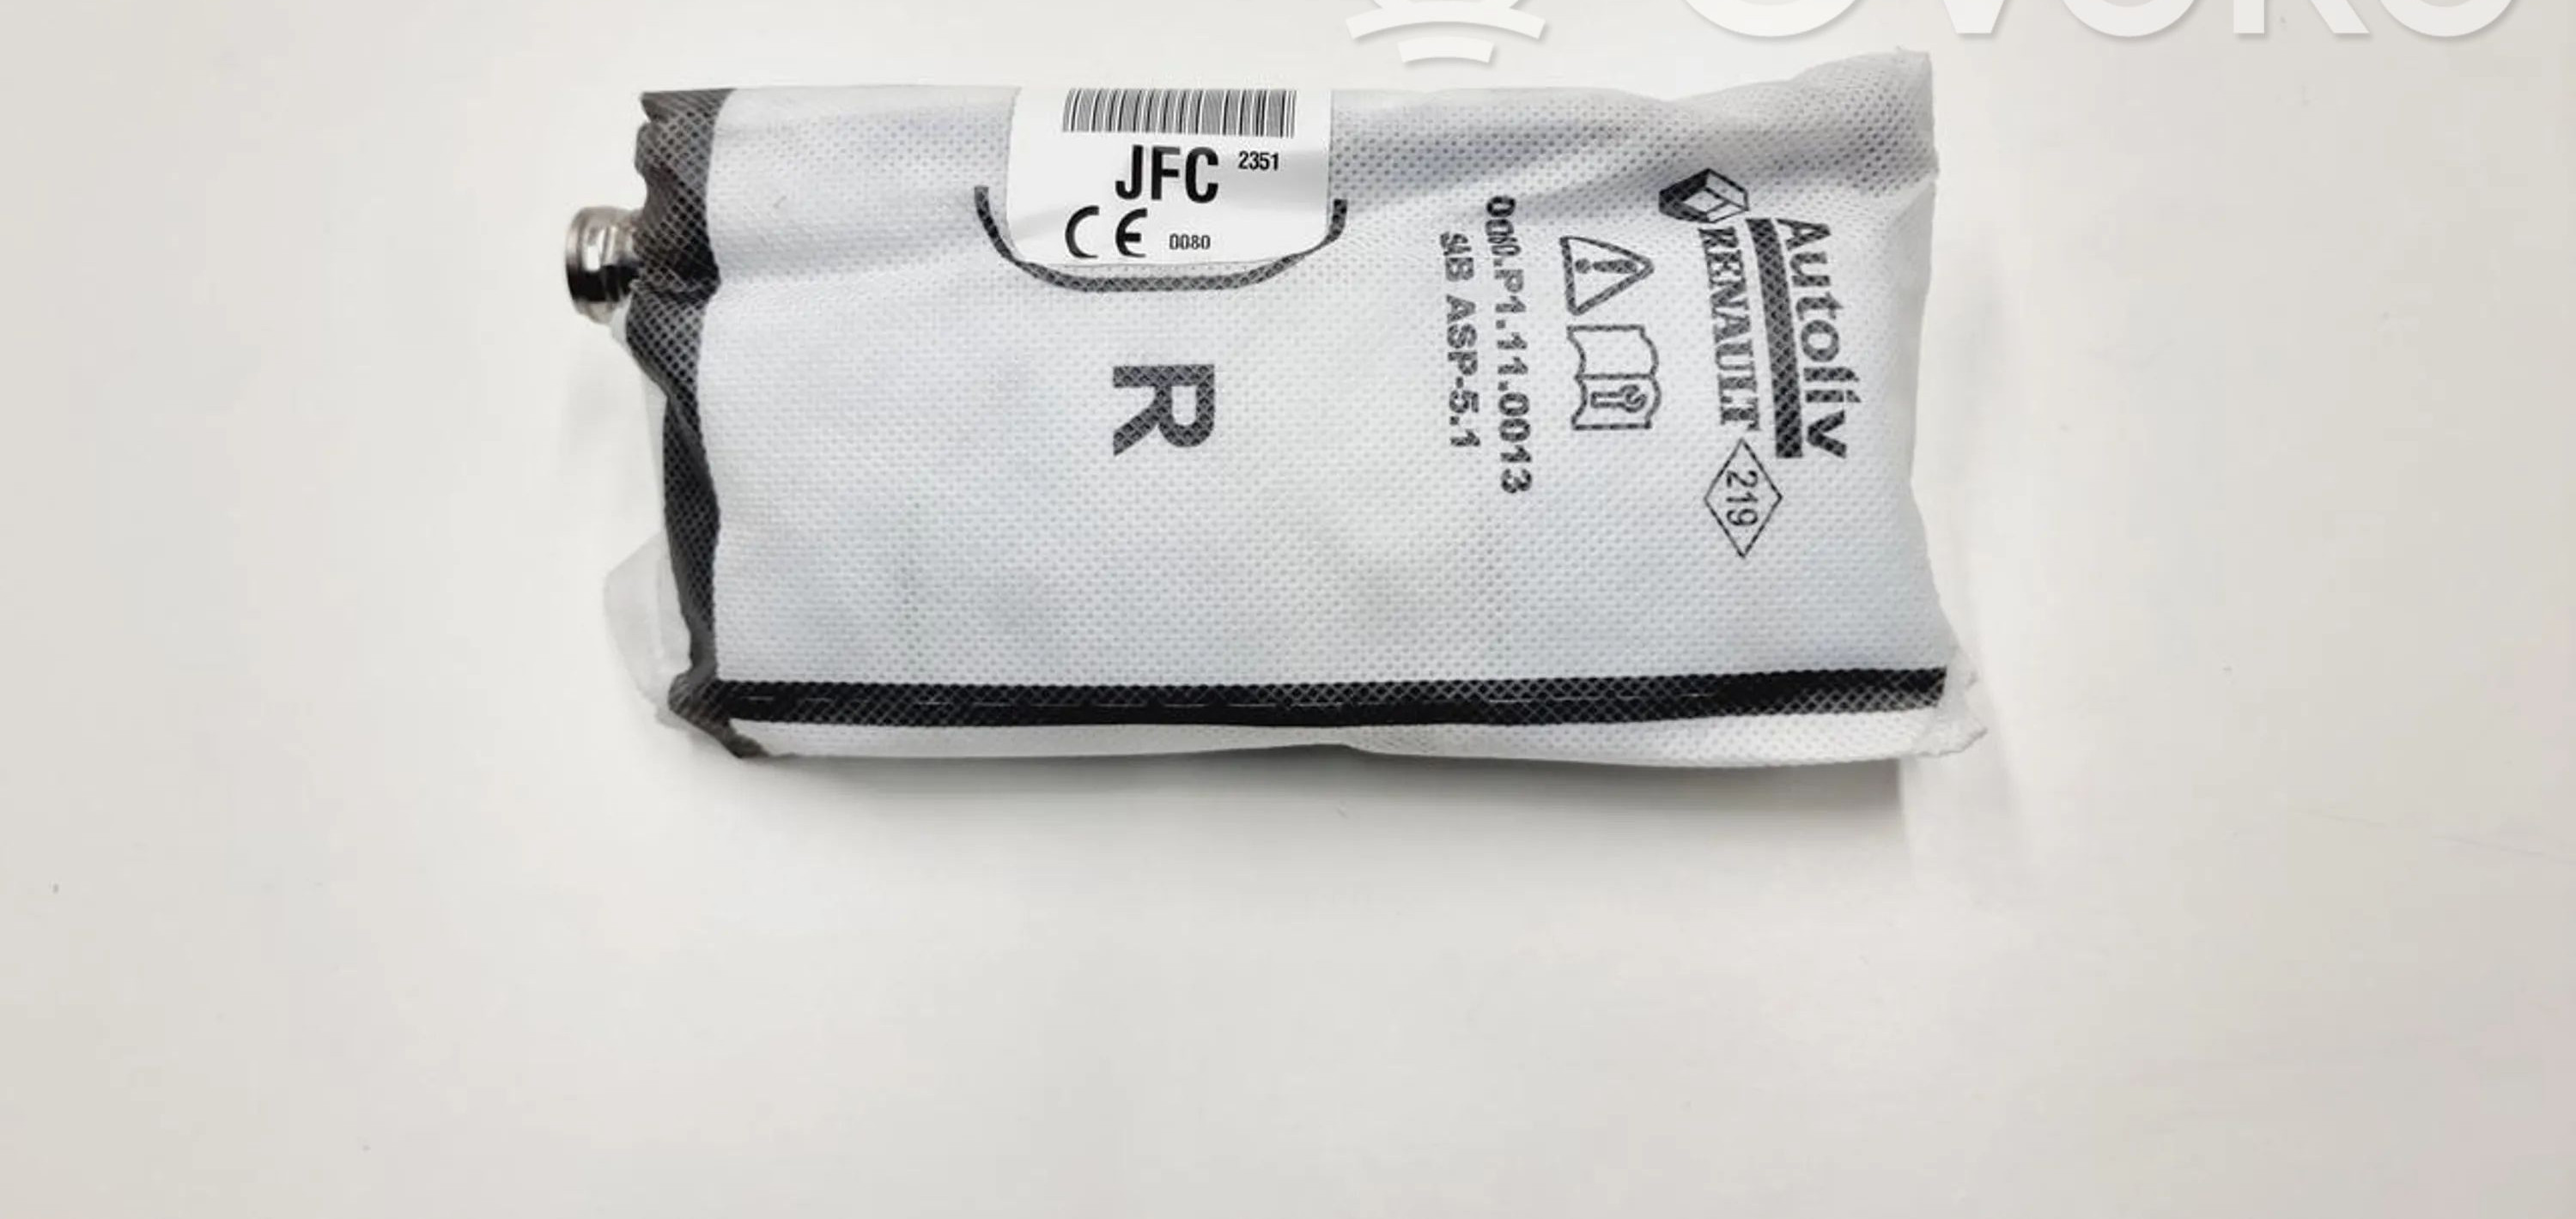 JFC 2351
CE 0080
R
Autoliv
RENAULT 219
0080.P1.11.0013
SAB ASP-5.1